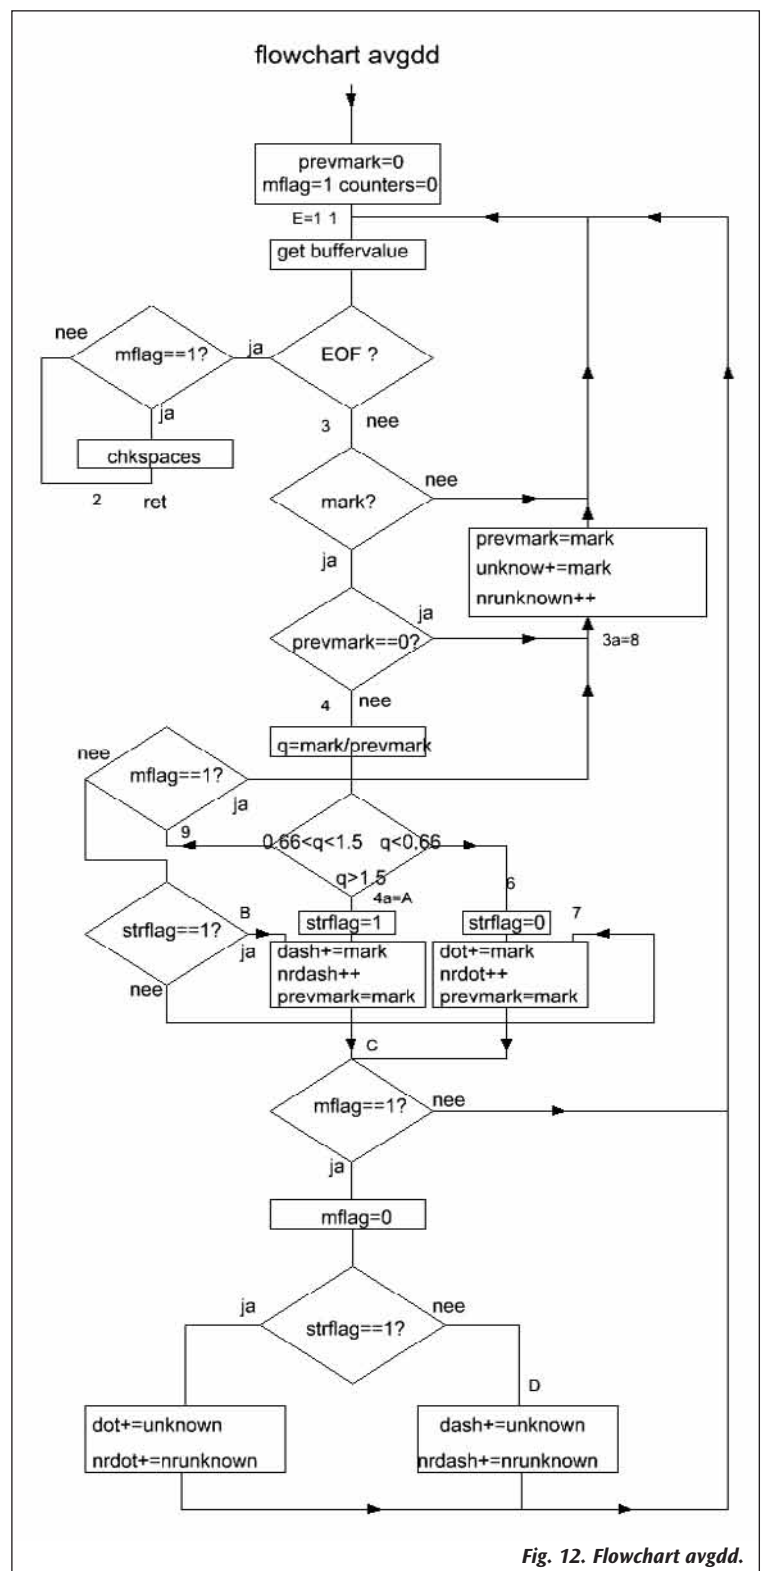 flowchart avgdd
prevmark=0
mflag=1 counters=0
E=1 1
get buffervalue
nee
mflag==1?
ja
EOF ?
ja
3
nee
chkspaces
2
ret
mark?
nee
ja
prevmark=mark
unknow+=mark
nrunknown++
ja
prevmark==0?
3a=8
4
nee
q=mark/prevmark
nee
mflag==1?
ja
9
0.66<q<1.5
q<0.66
q>1.5
4a=A
6
strflag==1?
B
ja
nee
strflag=1
strflag=0
7
dash+=mark
nrdash++
prevmark=mark
dot+=mark
nrdot++
prevmark=mark
C
mflag==1?
nee
ja
mflag=0
ja
nee
strflag==1?
D
dot+=unknown
nrdot+=nrunknown
dash+=unknown
nrdash+=nrunknown
Fig. 12. Flowchart avgdd.